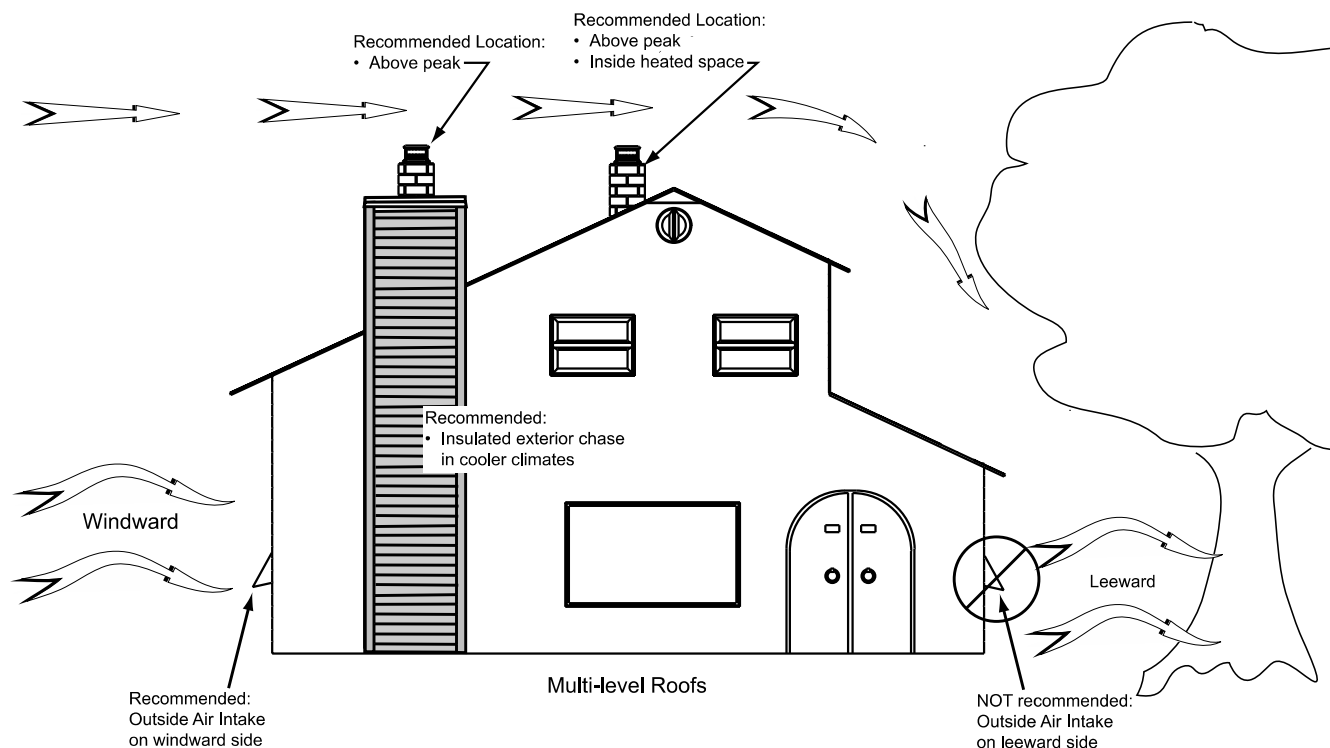 Recommended Location:
• Above peak
Recommended Location:
• Above peak
• Inside heated space
Recommended:
• Insulated exterior chase
in cooler climates
Windward
Leeward
Recommended:
Outside Air Intake
on windward side
Multi-level Roofs
NOT recommended:
Outside Air Intake
on leeward side